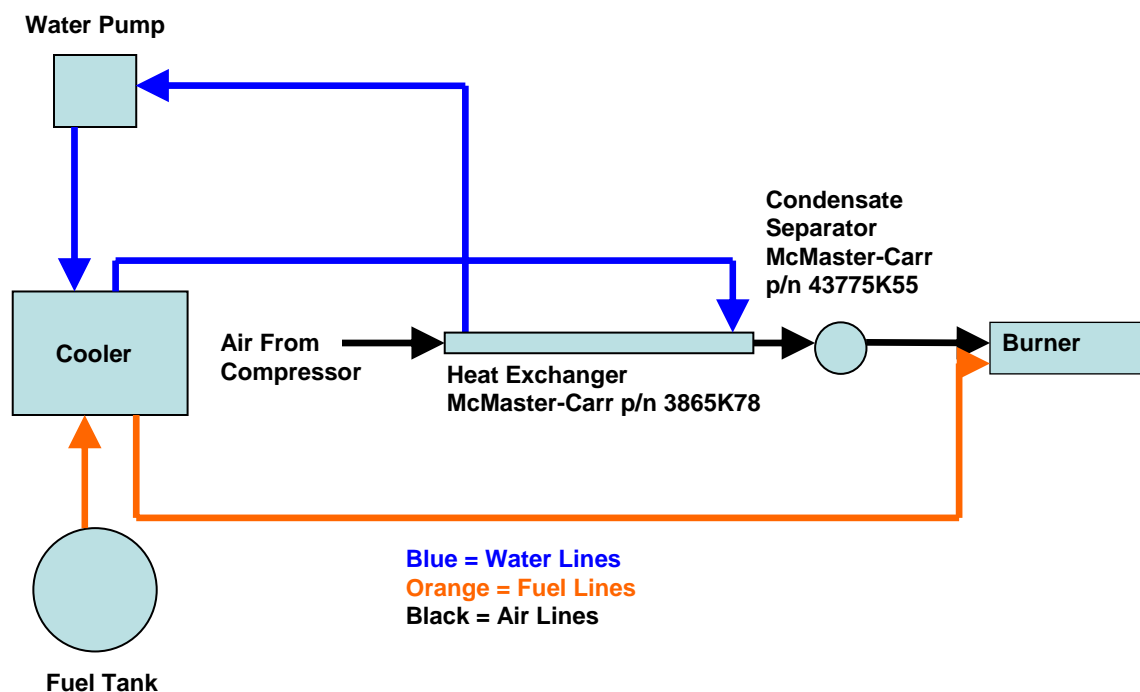 Water Pump
Condensate
Separator
McMaster-Carr
p/n 43775K55
Cooler
Air From
Compressor
Burner
Heat Exchanger
McMaster-Carr p/n 3865K78
Blue = Water Lines
Orange = Fuel Lines
Black = Air Lines
Fuel Tank